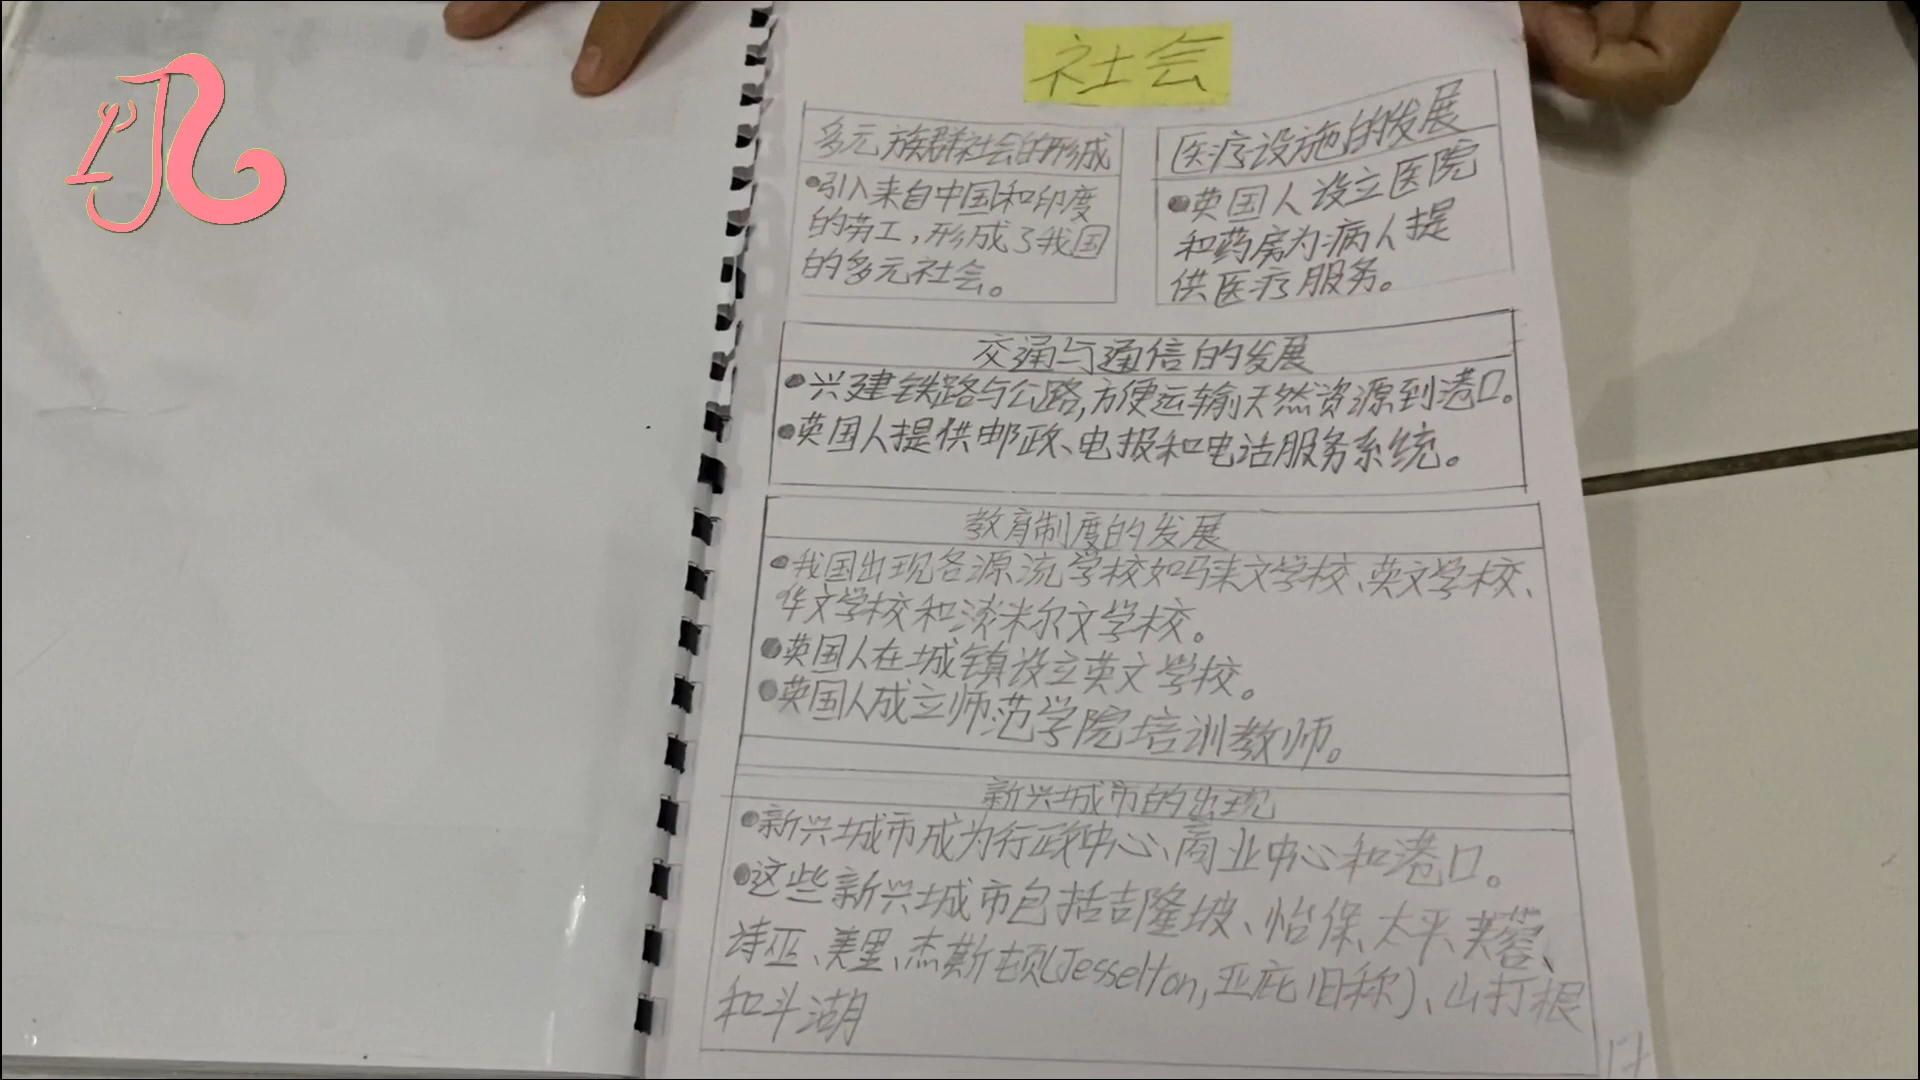 社会
多元族群社会的形成
●引入来自中国和印度
的劳工,形成了我国
的多元社会。
医疗设施的发展
●英国人设立医院
和药房为病人提
供医疗服务。
交通与通信的发展
●兴建铁路与公路,方便运输天然资源到港口。
●英国人提供邮政、电报和电话服务系统。
教育制度的发展
●我国出现各源流学校如马来文学校、英文学校、
华文学校和淡米尔文学校。
●英国人在城镇设立英文学校。
●英国人成立师范学院培训教师。
新兴城市的出现
●新兴城市成为行政中心、商业中心和港口。
●这些新兴城市包括吉隆坡、怡保、太平、芙蓉、
诗巫、美里、杰斯顿(Jesselton,亚庇旧称)、山打根
和斗湖